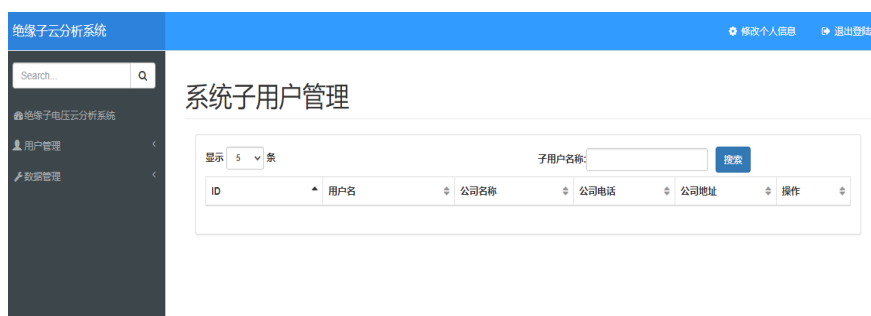 绝缘子云分析系统
修改个人信息 退出登陆
Search...
系统子用户管理
绝缘子电压云分析系统
用户管理
数据管理
显示 5 条 子用户名称: 搜索
ID 用户名 公司名称 公司电话 公司地址 操作